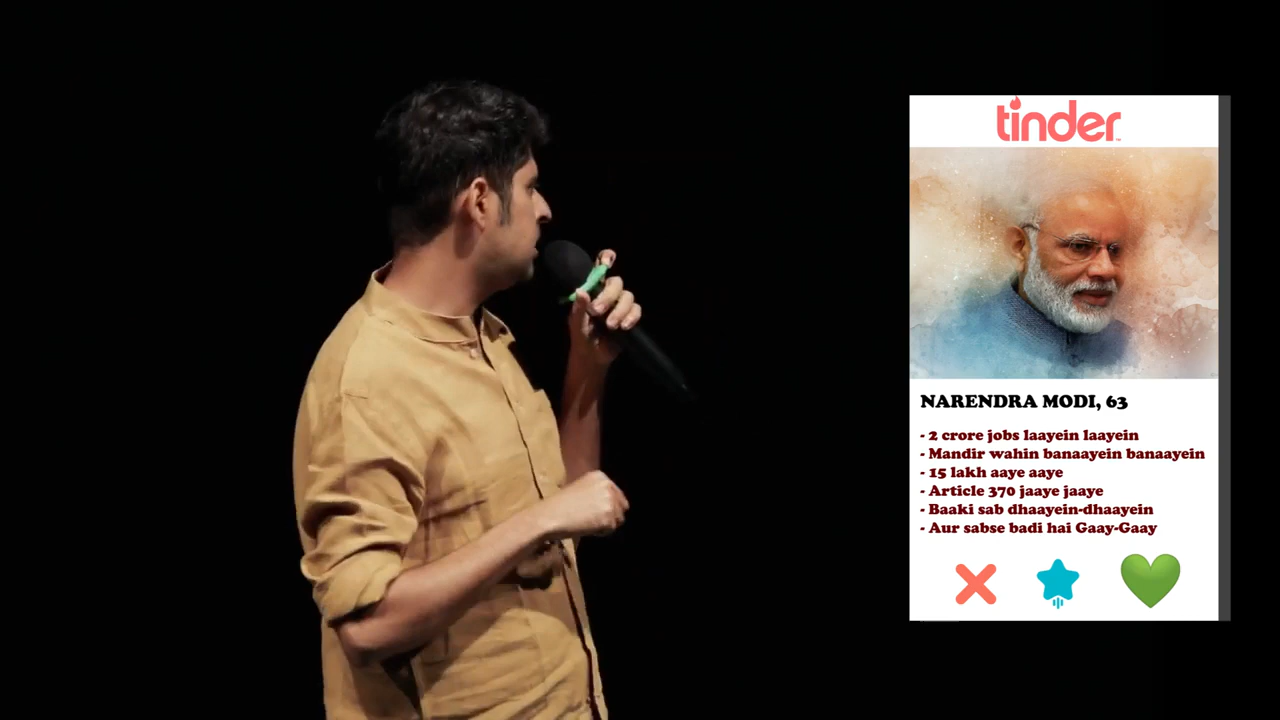 tinder
NARENDRA MODI, 63
- 2 crore jobs laayein laayein
- Mandir wahin banaayein banaayein
- 15 lakh aaye aaye
- Article 370 jaaye jaaye
- Baaki sab dhaayein-dhaayein
- Aur sabse badi hai Gaay-Gaay